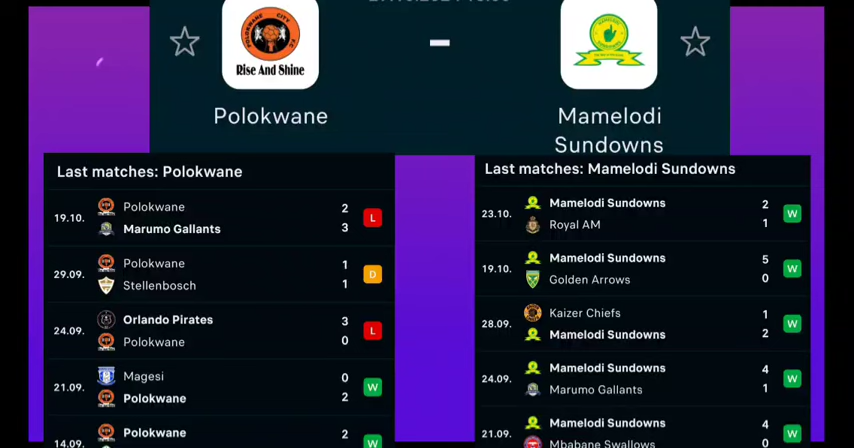 Rise And Shine
Polokwane
-
Mamelodi
Sundowns
Last matches: Polokwane
19.10.
Polokwane 2
Marumo Gallants 3
L
29.09.
Polokwane 1
Stellenbosch 1
D
24.09.
Orlando Pirates 3
Polokwane 0
L
21.09.
Magesi 0
Polokwane 2
W
14.09.
Polokwane 2
W
Last matches: Mamelodi Sundowns
23.10.
Mamelodi Sundowns 2
Royal AM 1
W
19.10.
Mamelodi Sundowns 5
Golden Arrows 0
W
28.09.
Kaizer Chiefs 1
Mamelodi Sundowns 2
W
24.09.
Mamelodi Sundowns 4
Marumo Gallants 1
W
21.09.
Mamelodi Sundowns 4
Mbabane Swallows 0
W